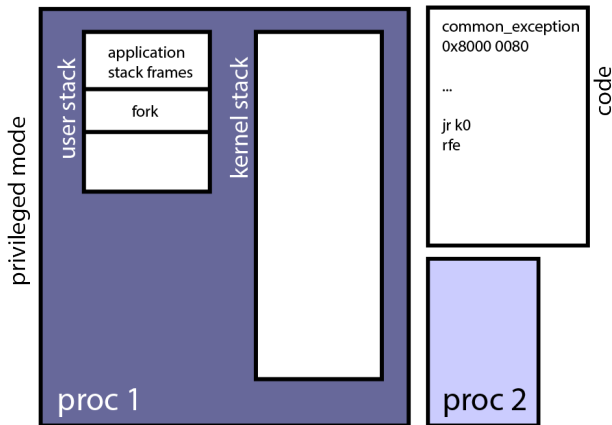 privileged mode
user stack
application
stack frames
fork
kernel stack
proc 1
common_exception
0x8000 0080
...
jr k0
rfe
code
proc 2